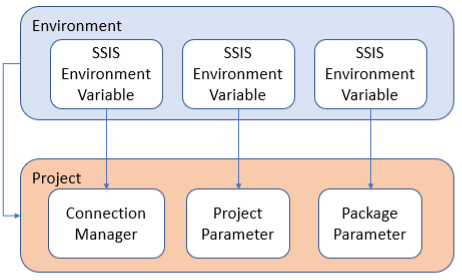 Environment
SSIS
Environment
Variable
SSIS
Environment
Variable
SSIS
Environment
Variable
Project
Connection
Manager
Project
Parameter
Package
Parameter